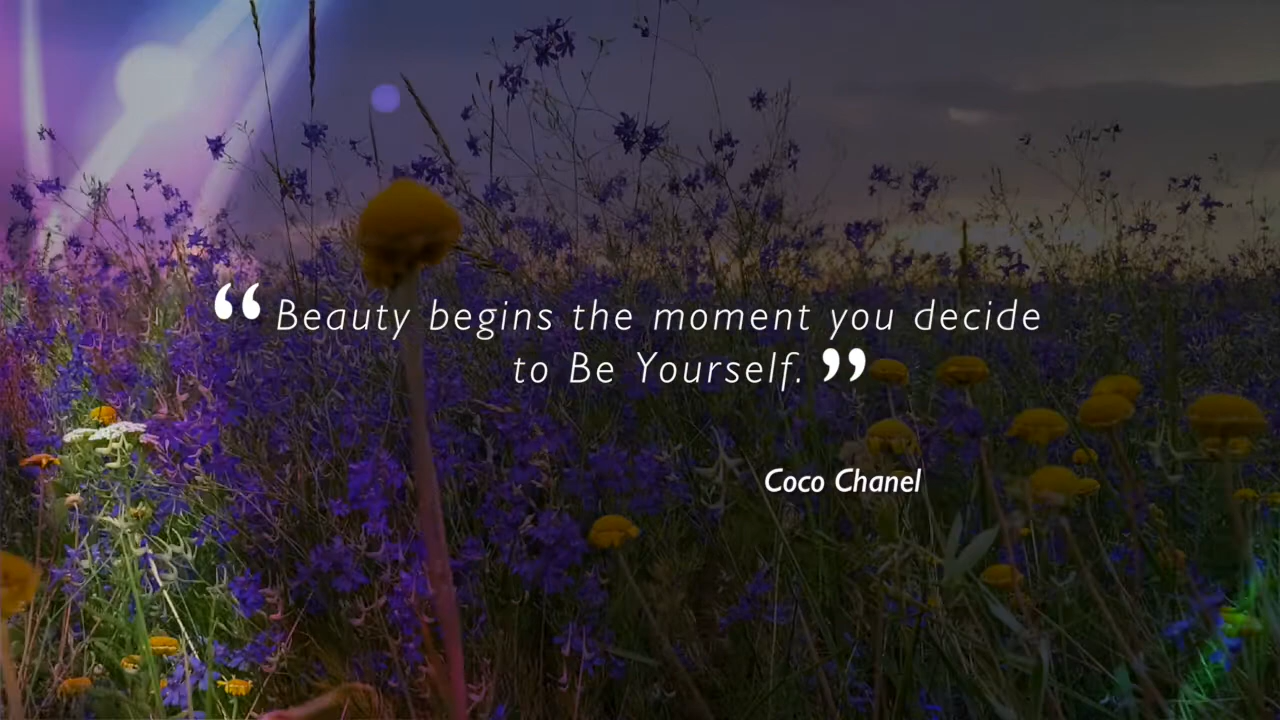 “Beauty begins the moment you decide
to Be Yourself.”
Coco Chanel